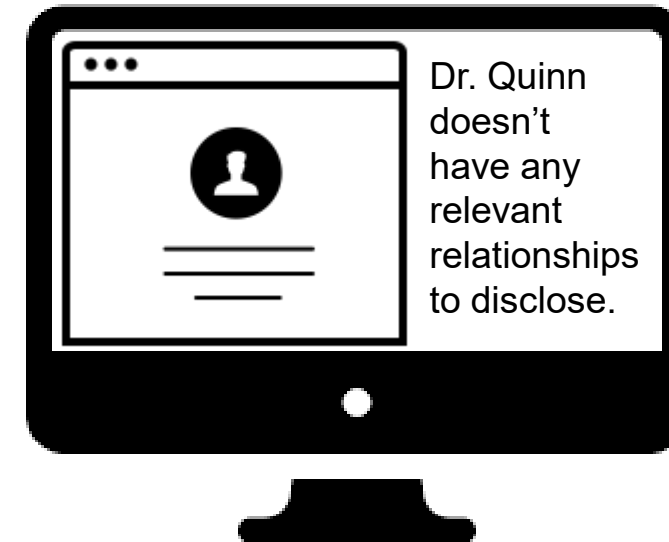 Dr. Quinn
doesn’t
have any
relevant
relationships
to disclose.